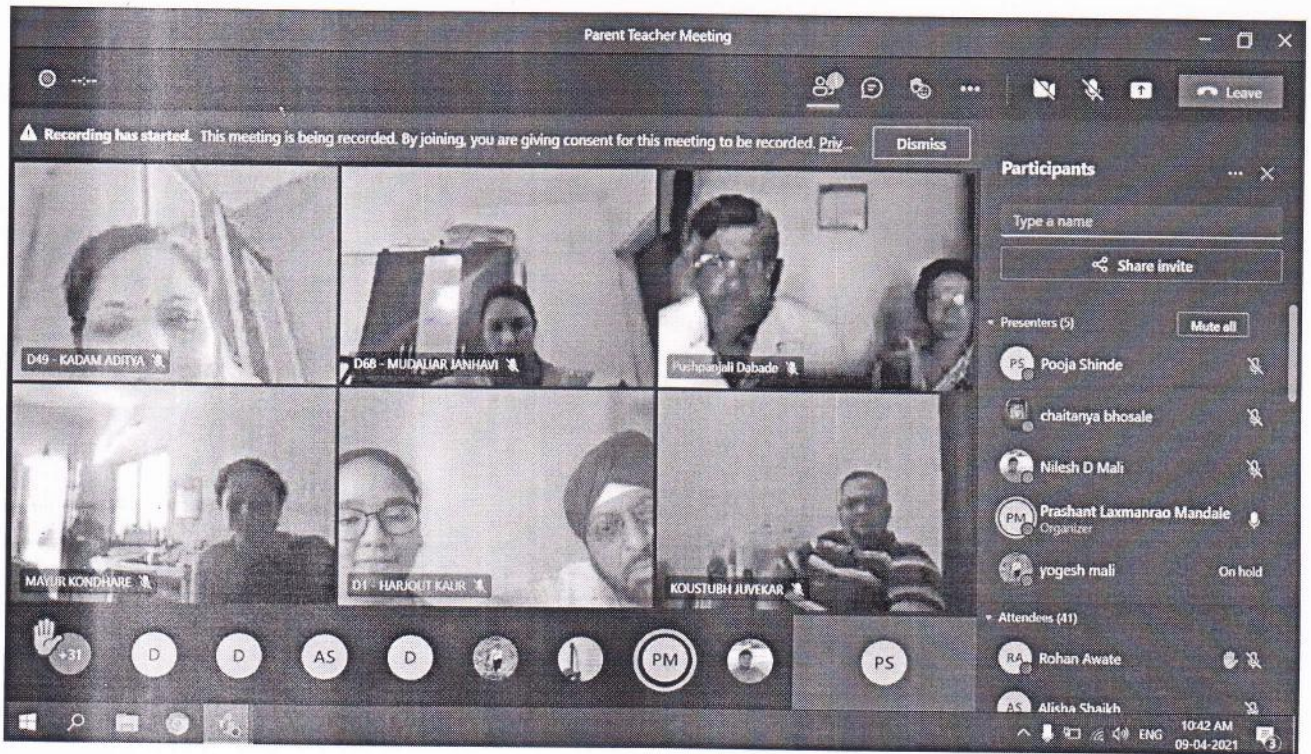 Parent Teacher Meeting
--:--
Leave
Recording has started. This meeting is being recorded. By joining, you are giving consent for this meeting to be recorded. Priv...
Dismiss
Participants
Type a name
Share invite
Presenters (5)
Mute all
PS Pooja Shinde
chaitanya bhosale
Nilesh D Mali
PM Prashant Laxmanrao Mandale
Organizer
yogesh mali On hold
Attendees (41)
RA Rohan Awate
AS Alisha Shaikh
D49 - KADAM ADITYA
D68 - MUDALIAR JANHAVI
Pushpanjali Dabade
MAYUR KONDHARE
D1 - HARJOUT KAUR
KOUSTUBH JUVEKAR
+31 D D AS D PM PS
ENG
10:42 AM
09-04-2021
3